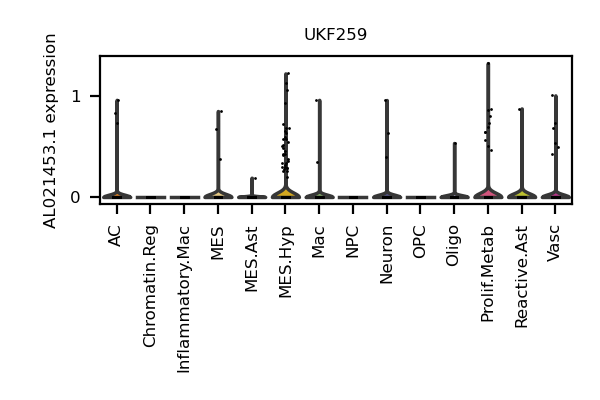 UKF259
AL021453.1 expression
1
0
AC
Chromatin.Reg
Inflammatory.Mac
MES
MES.Ast
MES.Hyp
Mac
NPC
Neuron
OPC
Oligo
Prolif.Metab
Reactive.Ast
Vasc